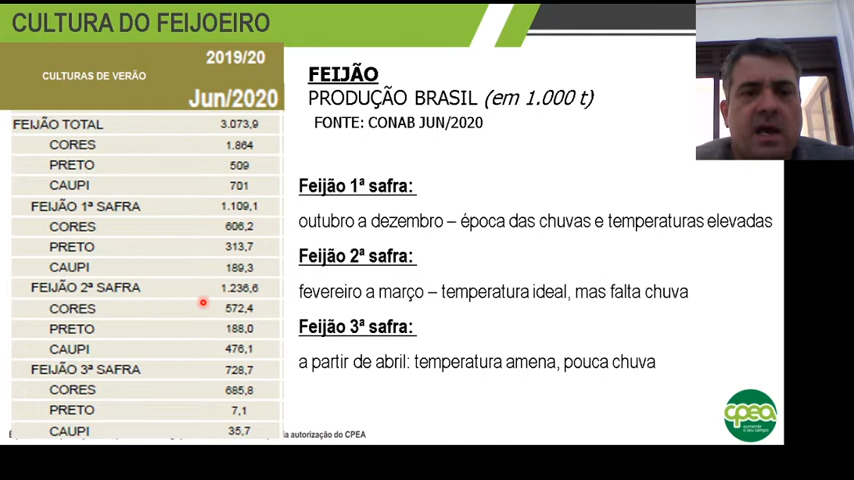 CULTURA DO FEIJOEIRO
CULTURAS DE VERÃO
2019/20
Jun/2020
FEIJÃO TOTAL 3.073,9
CORES 1.864
PRETO 509
CAUPI 701
FEIJÃO 1ª SAFRA 1.109,1
CORES 606,2
PRETO 313,7
CAUPI 189,3
FEIJÃO 2ª SAFRA 1.236,6
CORES 572,4
PRETO 188,0
CAUPI 476,1
FEIJÃO 3ª SAFRA 728,7
CORES 685,8
PRETO 7,1
CAUPI 35,7
FEIJÃO
PRODUÇÃO BRASIL (em 1.000 t)
FONTE: CONAB JUN/2020
Feijão 1ª safra:
outubro a dezembro – época das chuvas e temperaturas elevadas
Feijão 2ª safra:
fevereiro a março – temperatura ideal, mas falta chuva
Feijão 3ª safra:
a partir de abril: temperatura amena, pouca chuva
autorização do CPEA
cpea
aumente
o seu campo